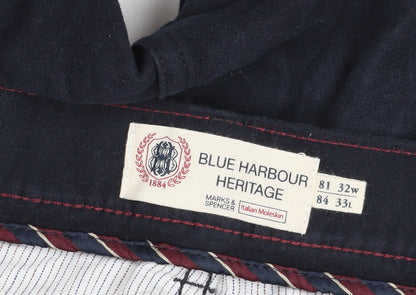 1884
BLUE HARBOUR
HERITAGE
MARKS &
SPENCER
Italian Moleskin
81 32W
84 33L